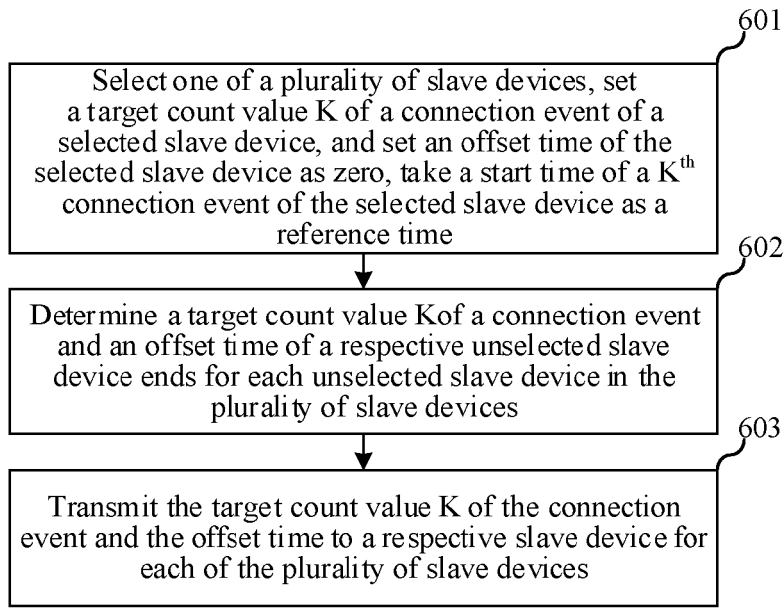 601
Select one of a plurality of slave devices, set
a target count value K of a connection event of a
selected slave device, and set an offset time of the
selected slave device as zero, take a start time of a Kth
connection event of the selected slave device as a
reference time
602
Determine a target count value Kof a connection event
and an offset time of a respective unselected slave
device ends for each unselected slave device in the
plurality of slave devices
603
Transmit the target count value K of the connection
event and the offset time to a respective slave device for
each of the plurality of slave devices